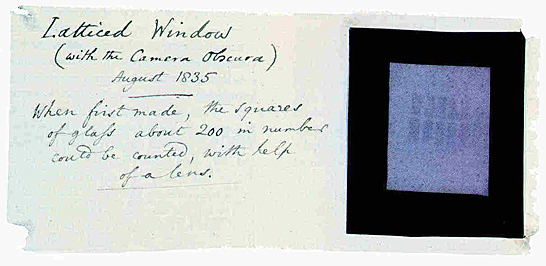 Latticed Window
(with the Camera Obscura)
August 1835
When first made, the squares
of glass about 200 in number
could be counted, with help
of a lens.